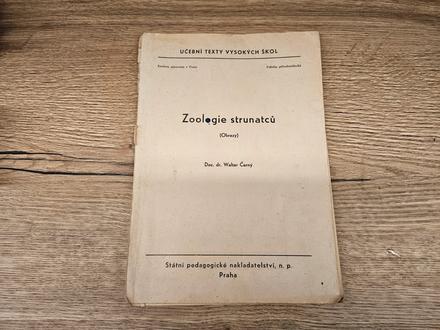 UČEBNÍ TEXTY VYSOKÝCH ŠKOL
Karlova universita v Praze
Fakulta přírodovědecká
Zoologie strunatců
(Obrazy)
Doc. dr. Walter Černý
Státní pedagogické nakladatelství, n. p.
Praha